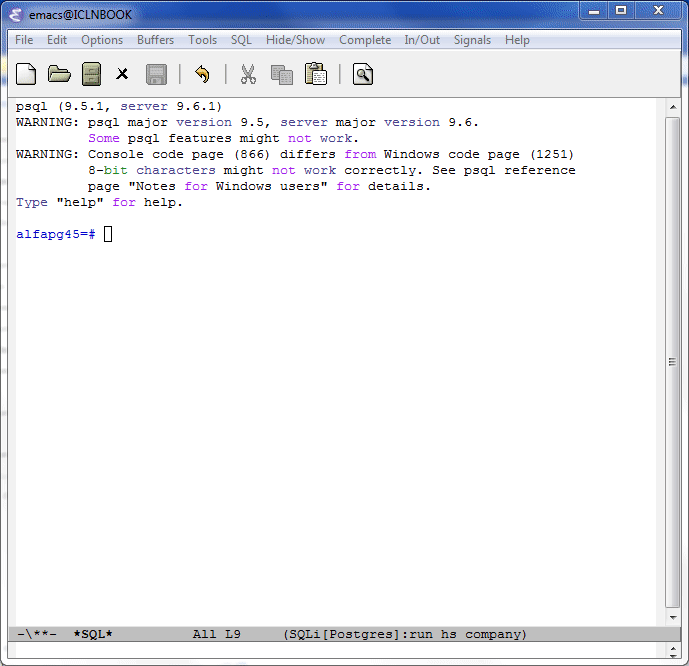 emacs@ICLNBOOK
File Edit Options Buffers Tools SQL Hide/Show Complete In/Out Signals Help
psql (9.5.1, server 9.6.1)
WARNING: psql major version 9.5, server major version 9.6.
         Some psql features might not work.
WARNING: Console code page (866) differs from Windows code page (1251)
         8-bit characters might not work correctly. See psql reference
         page "Notes for Windows users" for details.
Type "help" for help.
alfapg45=#
-\**-  *SQL*          All L9     (SQLi[Postgres]:run hs company)